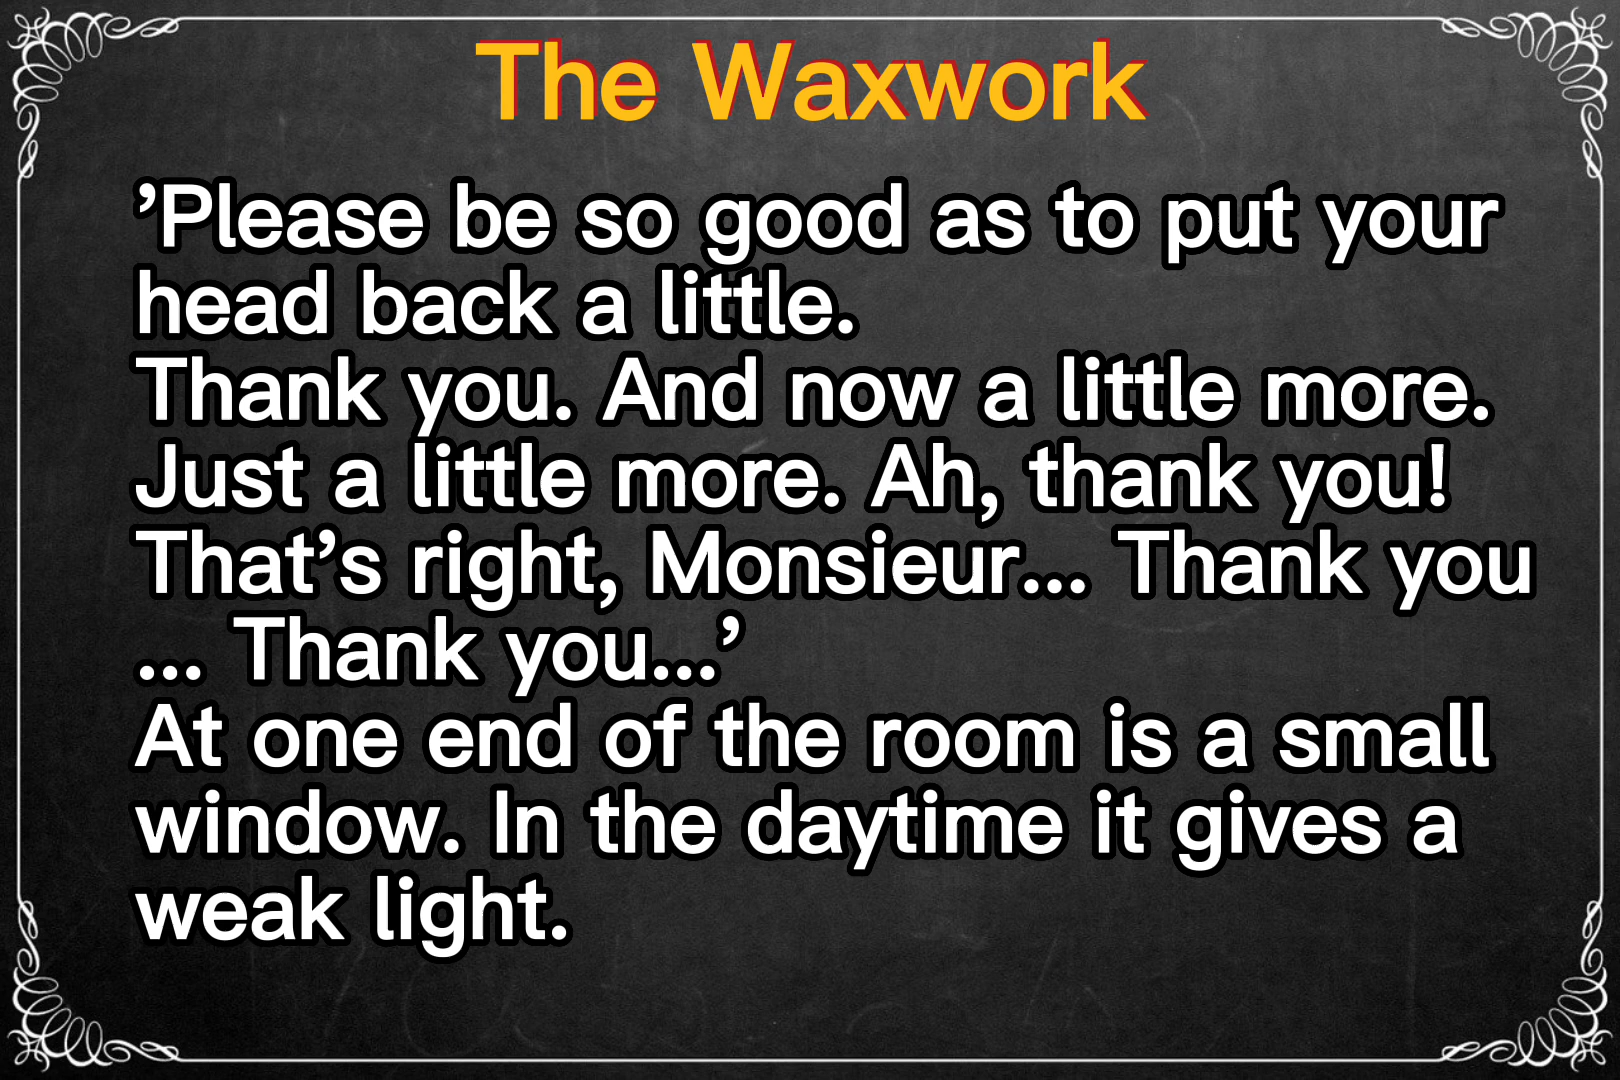 The Waxwork
’Please be so good as to put your
head back a little.
Thank you. And now a little more.
Just a little more. Ah, thank you!
That’s right, Monsieur... Thank you
... Thank you...’
At one end of the room is a small
window. In the daytime it gives a
weak light.